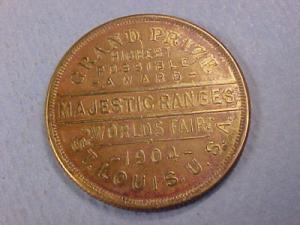 GRAND PRIZE.
HIGHEST
POSSIBLE
AWARD
MAJESTIC RANGES
WORLDS FAIR
1904
ST. LOUIS. U.S.A.